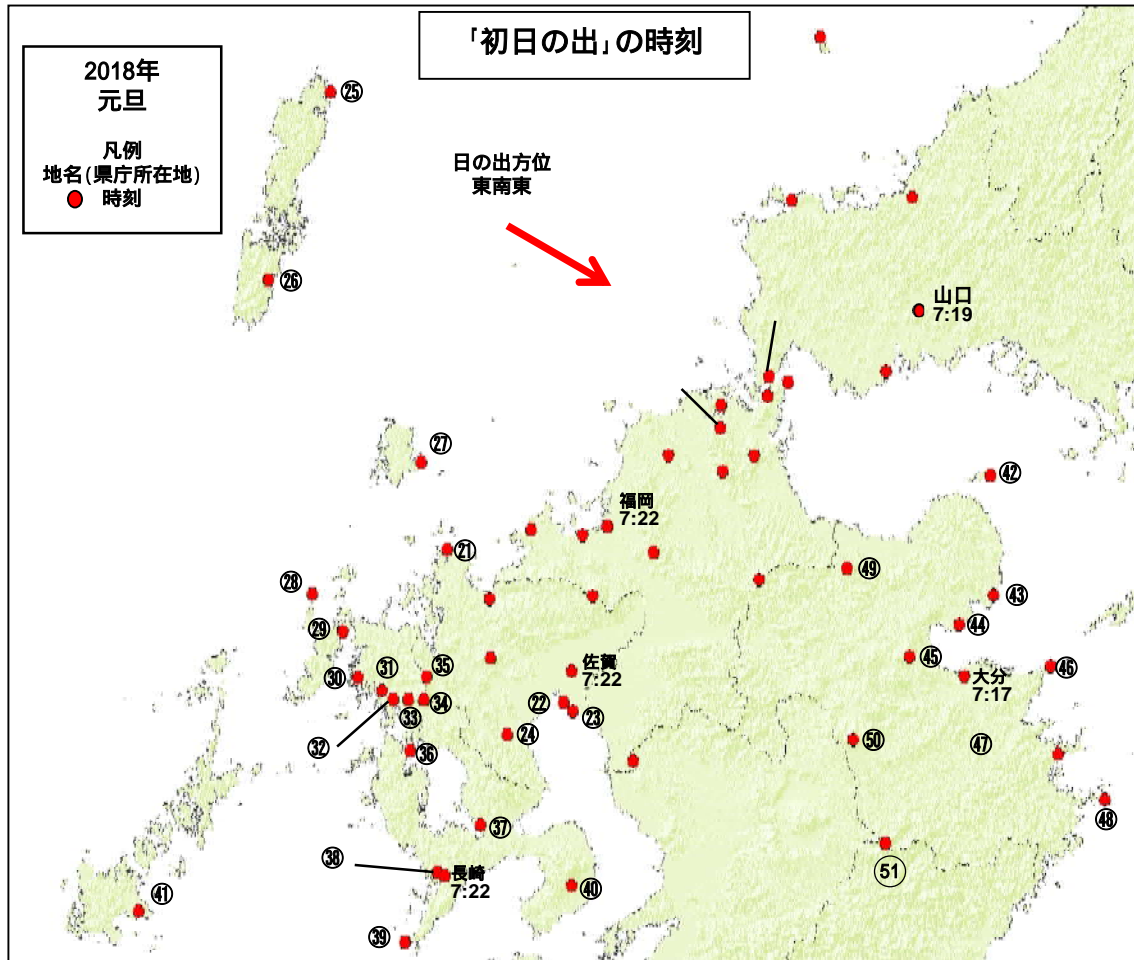 「初日の出」の時刻
2018年
元旦
凡例
地名(県庁所在地)
時刻
日の出方位
東南東
㉕
㉖
山口
7:19
㉗
㊷
福岡
7:22
㉑
㊾
㉘
㊸
㉙
㊹
㉚
㉛
㉟
佐賀
7:22
㊺
㊻
大分
7:17
㉜
㉝
㉞
㉒
㉓
㉔
㊱
㊿
㊼
㊽
㊲
㊳
長崎
7:22
㊵
51
㊶
㊴